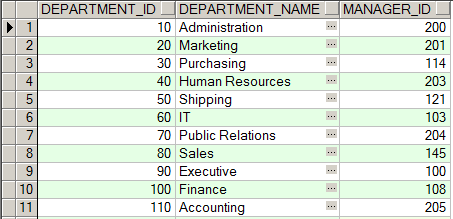 DEPARTMENT_ID DEPARTMENT_NAME MANAGER_ID
1 10 Administration ... 200
2 20 Marketing ... 201
3 30 Purchasing ... 114
4 40 Human Resources ... 203
5 50 Shipping ... 121
6 60 IT ... 103
7 70 Public Relations ... 204
8 80 Sales ... 145
9 90 Executive ... 100
10 100 Finance ... 108
11 110 Accounting ... 205